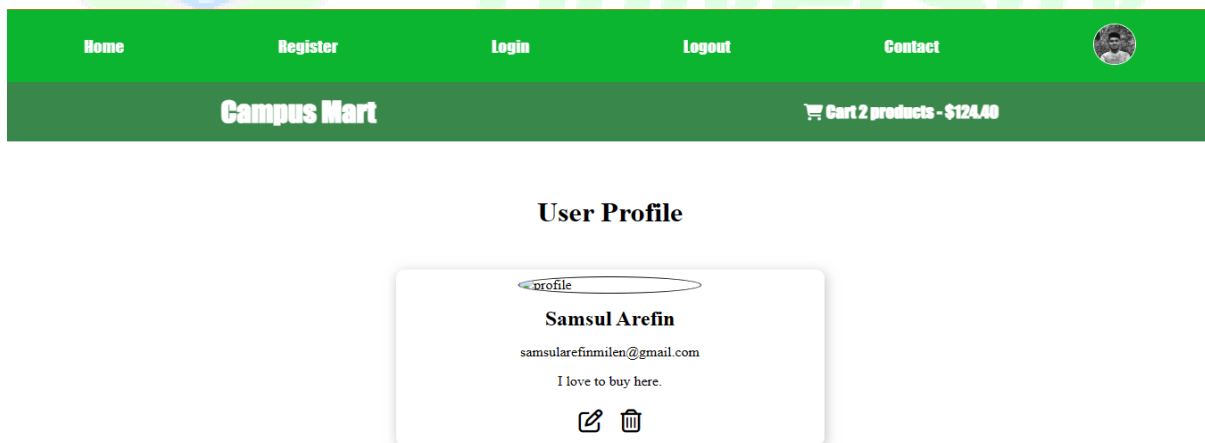 Home Register Login Logout Contact
Campus Mart Cart 2 products - $124.40
User Profile
profile
Samsul Arefin
samsularefinmilen@gmail.com
I love to buy here.